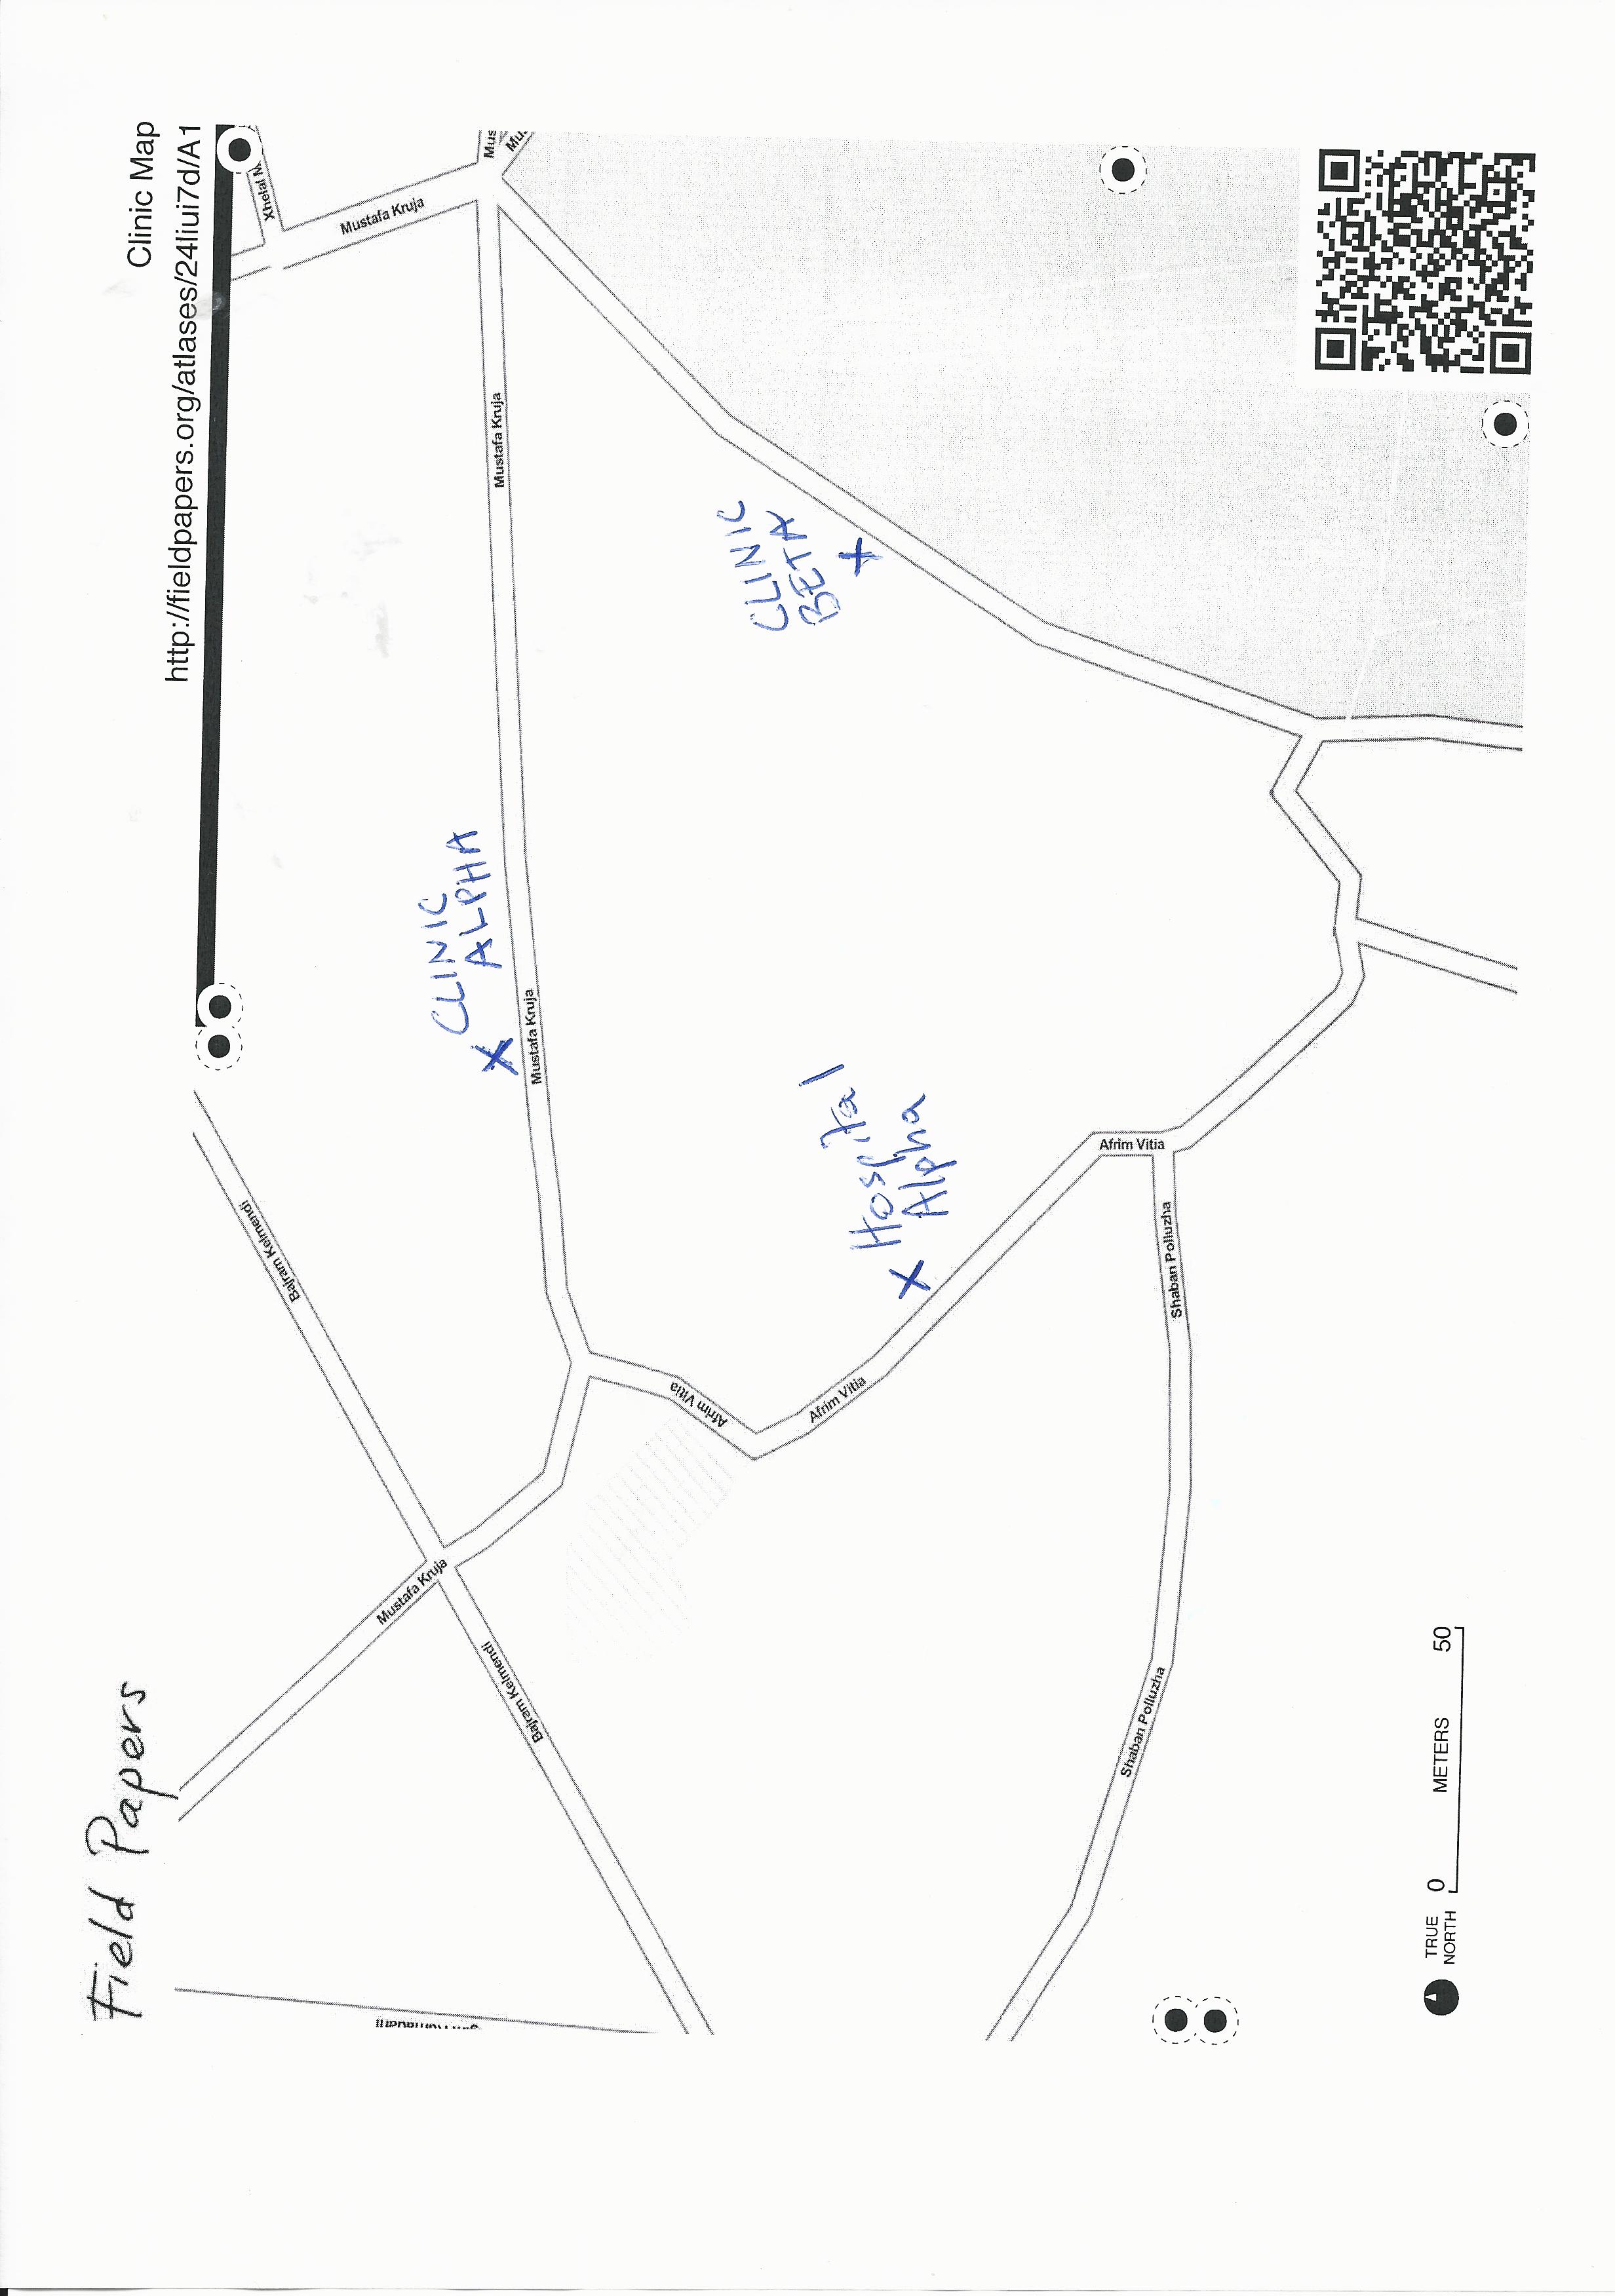 Field Papers
Clinic Map
http://fieldpapers.org/atlases/24liui7d/A1
Bajram Kelmendi
Mustafa Kruja
Mustafa Kruja
Mustafa Kruja
Mustafa Kruja
Xhelal
Mus
Mu
CLINIC
ALPHA
CLINIC
BETA
Hospital
Alpha
Bajram Kelmendi
Afrim Vitia
Afrim Vitia
Afrim Vitia
Shaban Polluzha
Shaban Polluzha
TRUE
NORTH
0 METERS 50